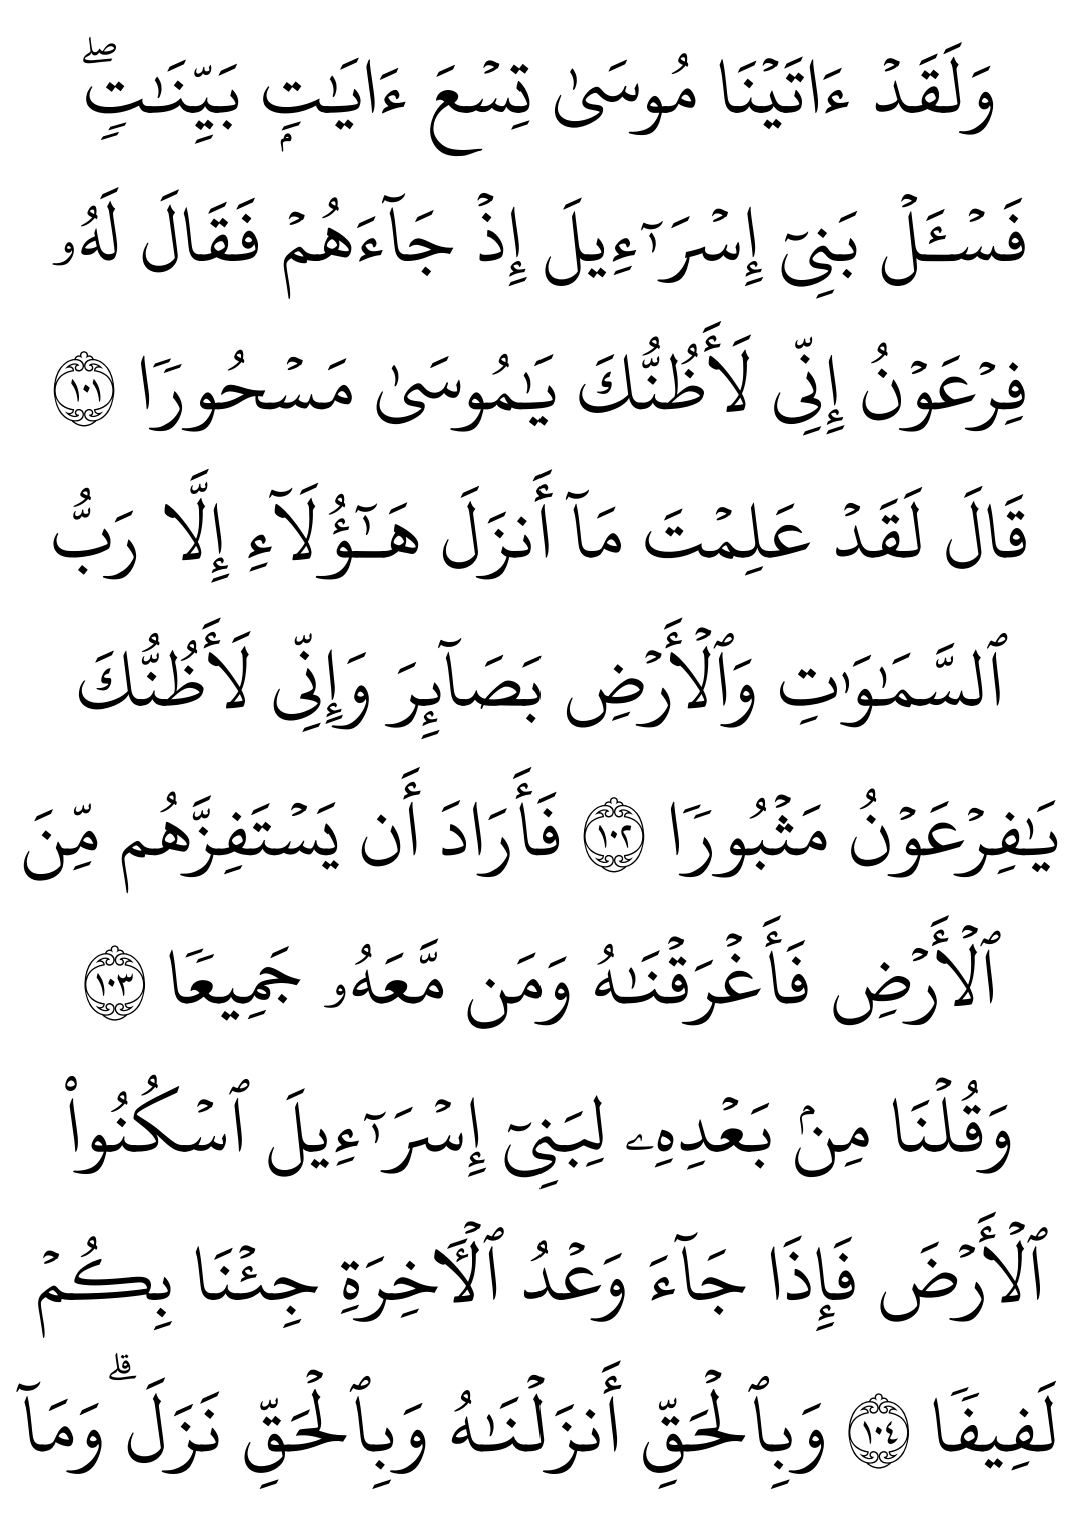 وَلَقَدۡ ءَاتَيۡنَا مُوسَىٰ تِسۡعَ ءَايَٰتِۭ بَيِّنَٰتٖۖ
فَسۡـَٔلۡ بَنِيٓ إِسۡرَٰٓءِيلَ إِذۡ جَآءَهُمۡ فَقَالَ لَهُۥ
فِرۡعَوۡنُ إِنِّي لَأَظُنُّكَ يَٰمُوسَىٰ مَسۡحُورٗا ١٠١
قَالَ لَقَدۡ عَلِمۡتَ مَآ أَنزَلَ هَٰٓؤُلَآءِ إِلَّا رَبُّ
ٱلسَّمَٰوَٰتِ وَٱلۡأَرۡضِ بَصَآئِرَ وَإِنِّي لَأَظُنُّكَ
يَٰفِرۡعَوۡنُ مَثۡبُورٗا ١٠٢ فَأَرَادَ أَن يَسۡتَفِزَّهُم مِّنَ
ٱلۡأَرۡضِ فَأَغۡرَقۡنَٰهُ وَمَن مَّعَهُۥ جَمِيعٗا ١٠٣
وَقُلۡنَا مِنۢ بَعۡدِهِۦ لِبَنِيٓ إِسۡرَٰٓءِيلَ ٱسۡكُنُواْ
ٱلۡأَرۡضَ فَإِذَا جَآءَ وَعۡدُ ٱلۡأٓخِرَةِ جِئۡنَا بِكُمۡ
لَفِيفٗا ١٠٤ وَبِٱلۡحَقِّ أَنزَلۡنَٰهُ وَبِٱلۡحَقِّ نَزَلَۗ وَمَآ